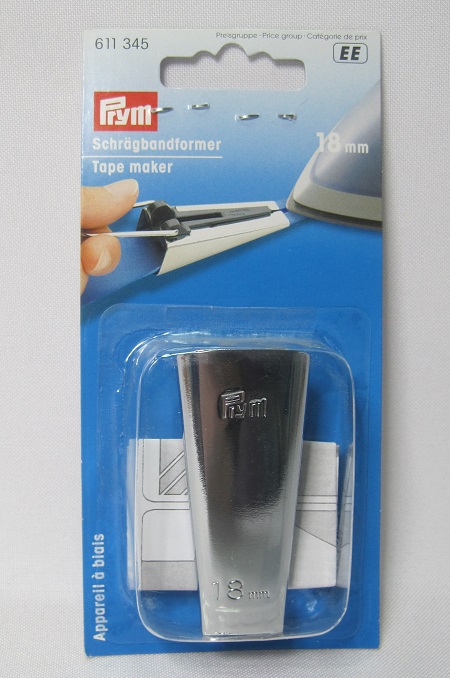 611 345
Preisgruppe · Price group · Catégorie de prix
EE
Prym
Schrägbandformer
Tape maker
18 mm
Prym
18 mm
Appareil à biais